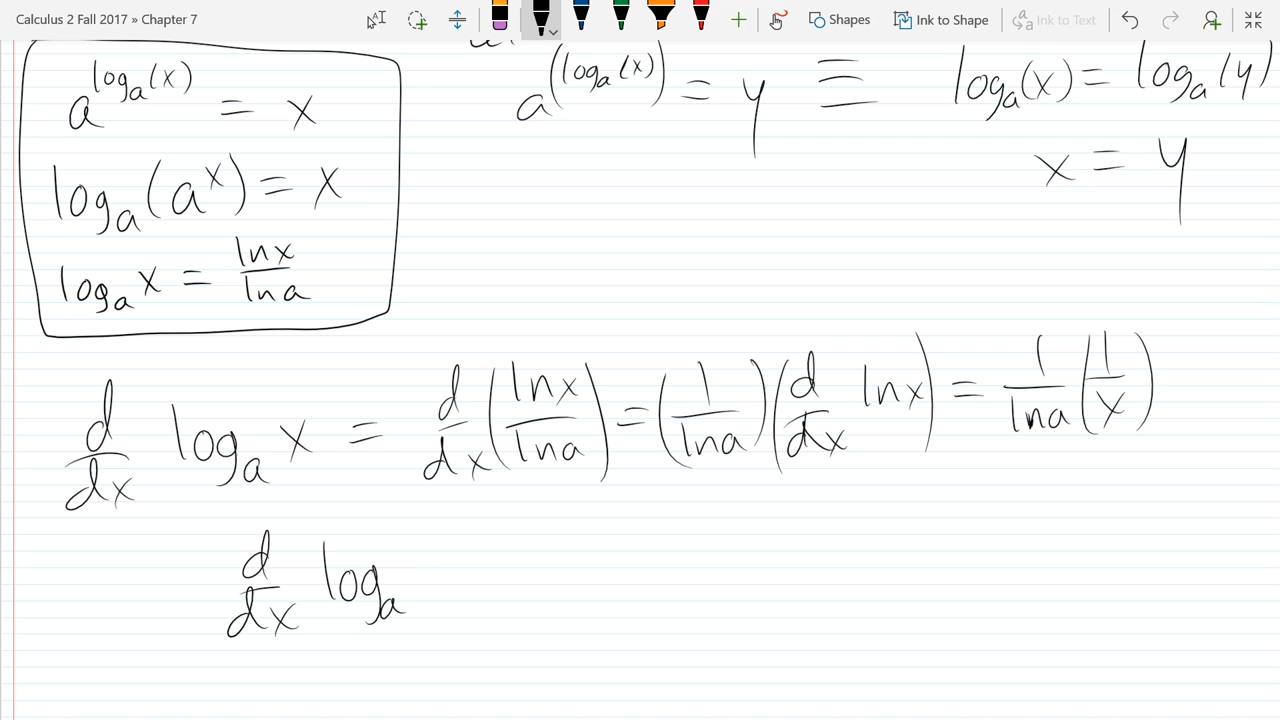 Calculus 2 Fall 2017 » Chapter 7
Shapes
Ink to Shape
Ink to Text
a^(log_a(x)) = x
log_a(a^x) = x
log_a x = ln x / ln a
a^(log_a(x)) = y ≡ log_a(x) = log_a(y)
x = y
d/dx log_a x = d/dx (ln x / ln a) = (1 / ln a)(d/dx ln x) = 1 / ln a (1 / x)
d/dx log_a